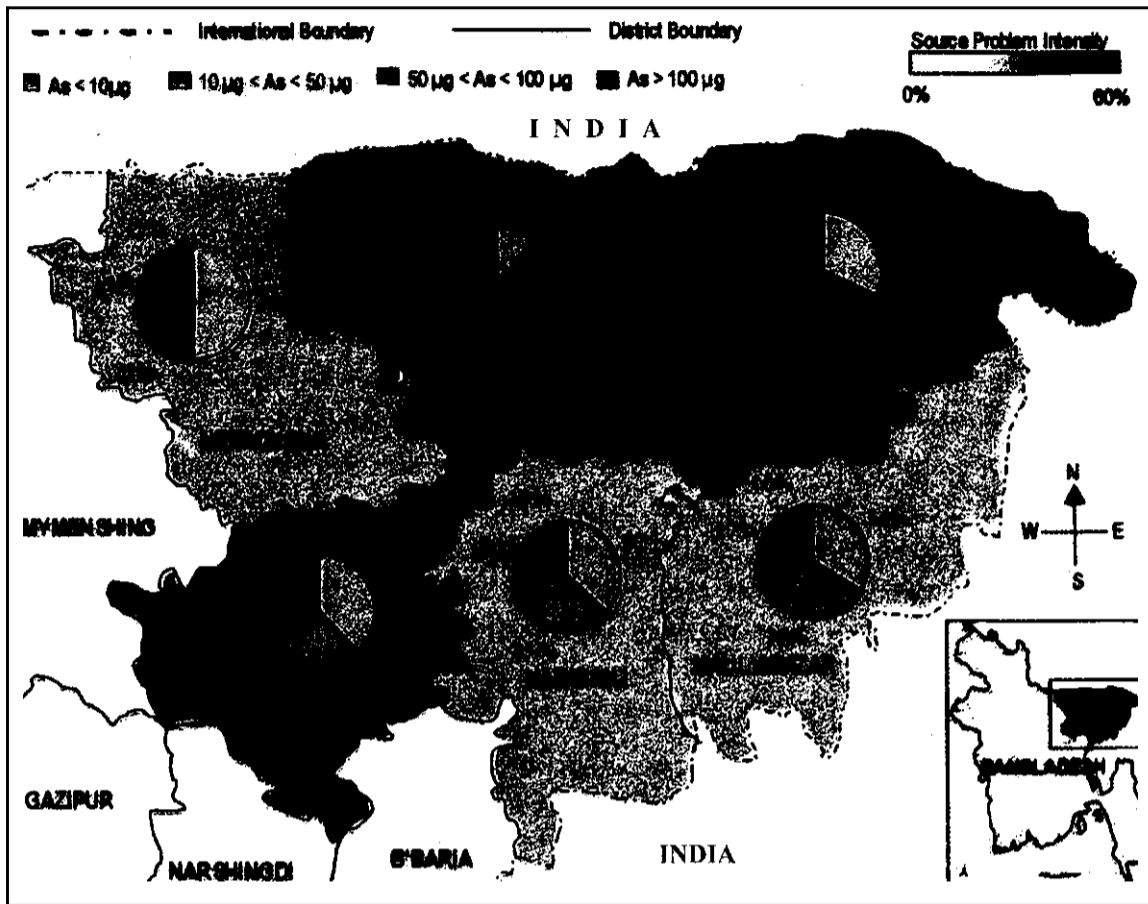 International Boundary
District Boundary
Source Problem Intensity
As < 10µg
10µg < As < 50µg
50µg < As < 100µg
As > 100µg
0%
60%
INDIA
N
W
E
S
MYMENSHING
BANGLADESH
GAZIPUR
NARSHINGDI
B'BARIA
INDIA